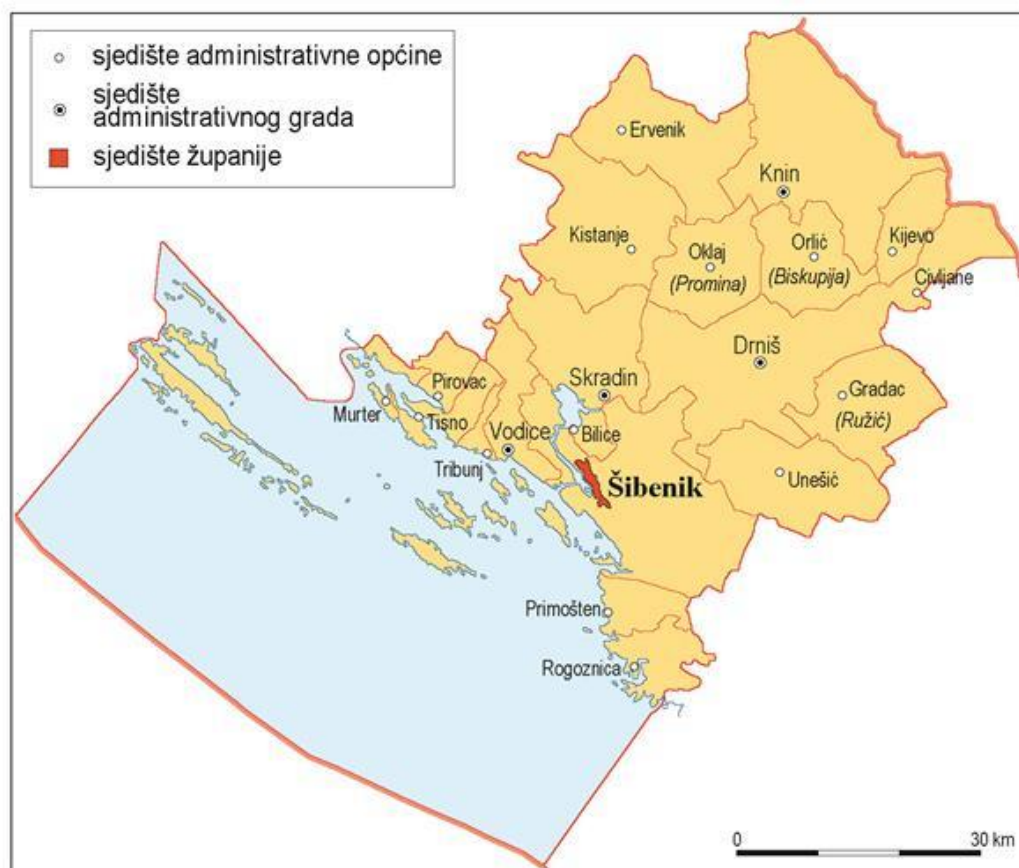 sjedište administrativne općine
sjedište
administrativnog grada
sjedište županije
Ervenik
Knin
Kistanje
Oklaj
(Promina)
Orlić
(Biskupija)
Kijevo
Civljane
Drniš
Skradin
Gradac
(Ružić)
Pirovac
Murter
Tisno
Vodice
Bilice
Tribunj
Šibenik
Unešić
Primošten
Rogoznica
0 30 km